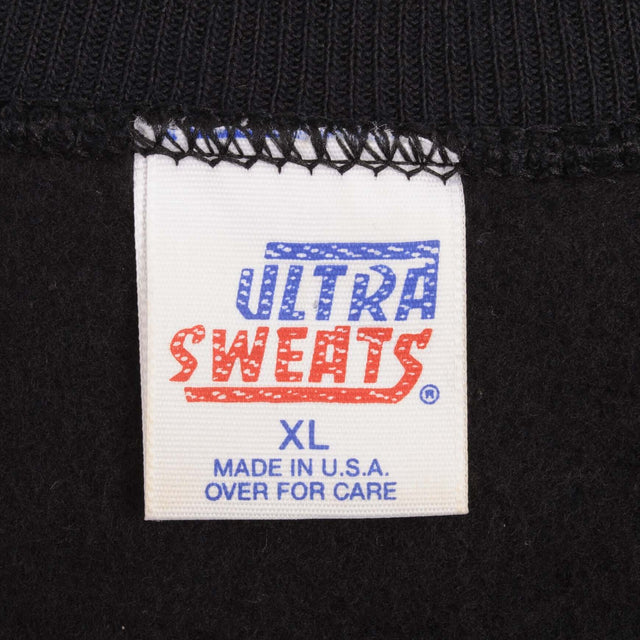 ULTRA
SWEATS®
XL
MADE IN U.S.A.
OVER FOR CARE